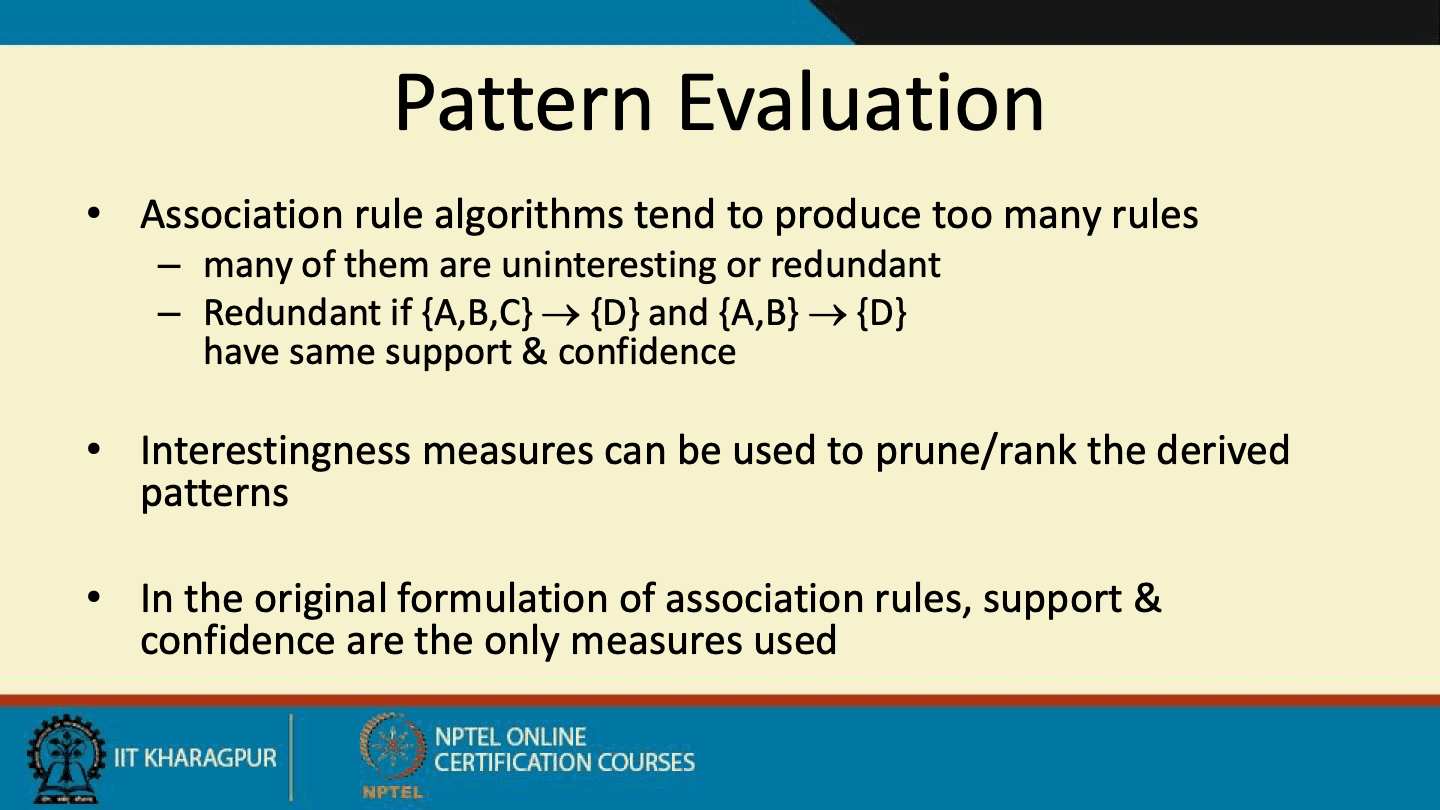 Pattern Evaluation
• Association rule algorithms tend to produce too many rules
– many of them are uninteresting or redundant
– Redundant if {A,B,C} → {D} and {A,B} → {D}
have same support & confidence
• Interestingness measures can be used to prune/rank the derived
patterns
• In the original formulation of association rules, support &
confidence are the only measures used
IIT KHARAGPUR
NPTEL
NPTEL ONLINE
CERTIFICATION COURSES